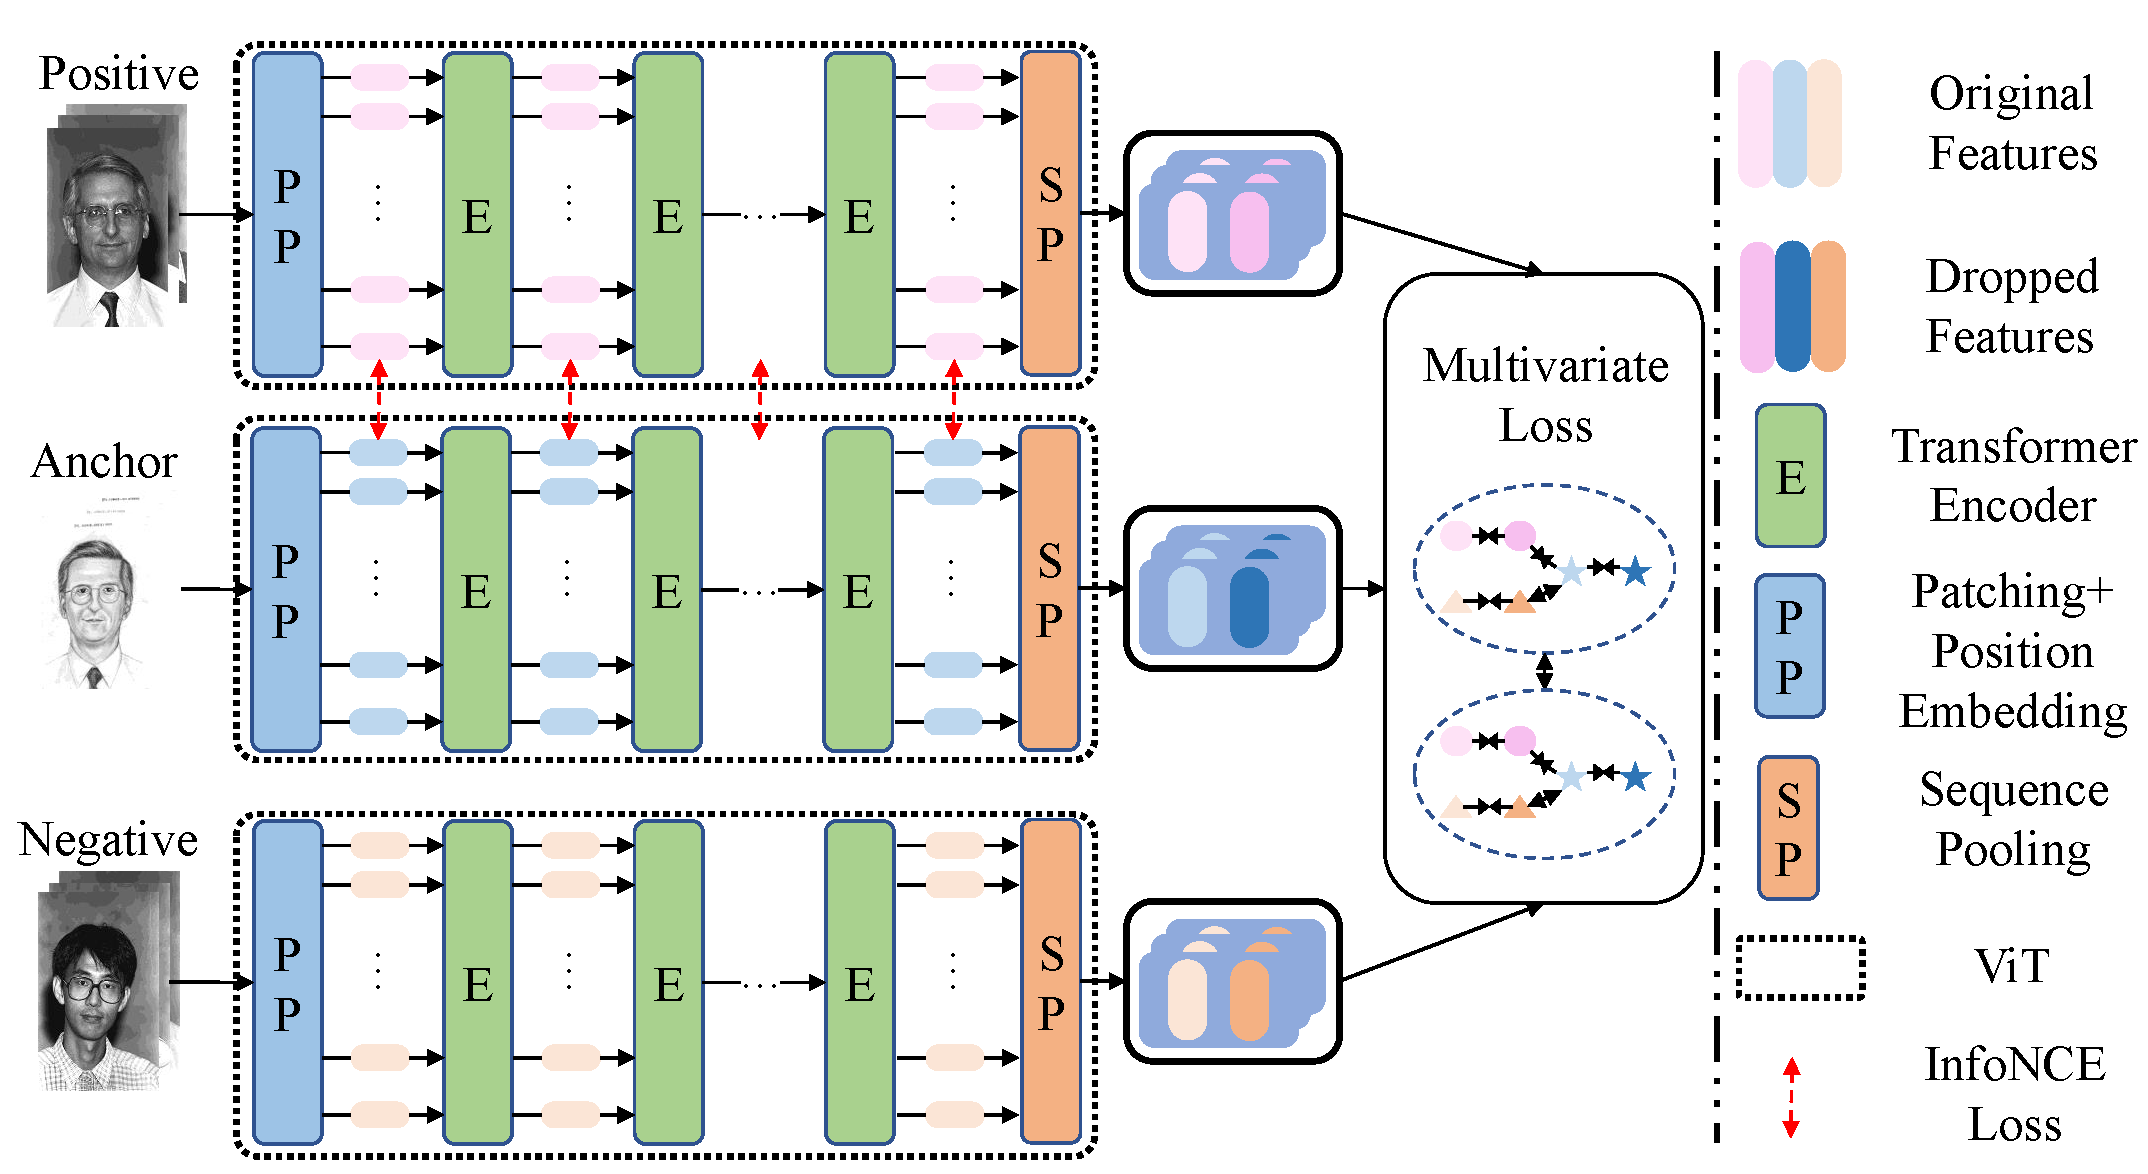 Positive
P
P
E
E
...
E
S
P
Anchor
P
P
E
E
...
E
S
P
Negative
P
P
E
E
...
E
S
P
Multivariate
Loss
Original
Features
Dropped
Features
E
Transformer
Encoder
P
P
Patching+
Position
Embedding
S
P
Sequence
Pooling
ViT
InfoNCE
Loss